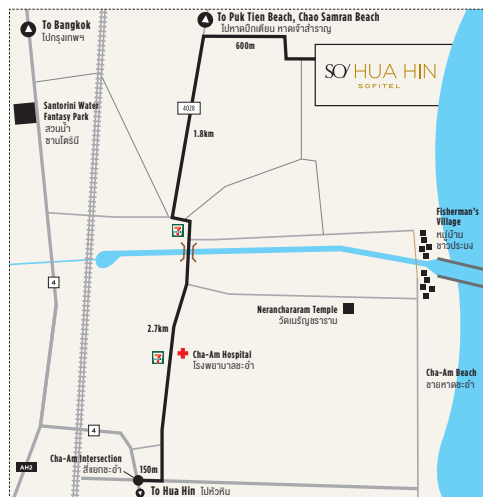 To Bangkok
ไปกรุงเทพฯ
To Puk Tien Beach, Chao Samran Beach
ไปหาดปึกเตียน หาดเจ้าสำราญ
600m
SO/ HUA HIN
SOFITEL
Santorini Water
Fantasy Park
สวนน้ำ
ซานโตรินี
4028
1.8km
7
Fisherman's
Village
หมู่บ้าน
ชาวประมง
4
Neranchararam Temple
วัดเนรัญชราราม
2.7km
7
Cha-Am Hospital
โรงพยาบาลชะอำ
Cha-Am Beach
ชายหาดชะอำ
4
Cha-Am Intersection
สี่แยกชะอำ
150m
AH2
To Hua Hin ไปหัวหิน